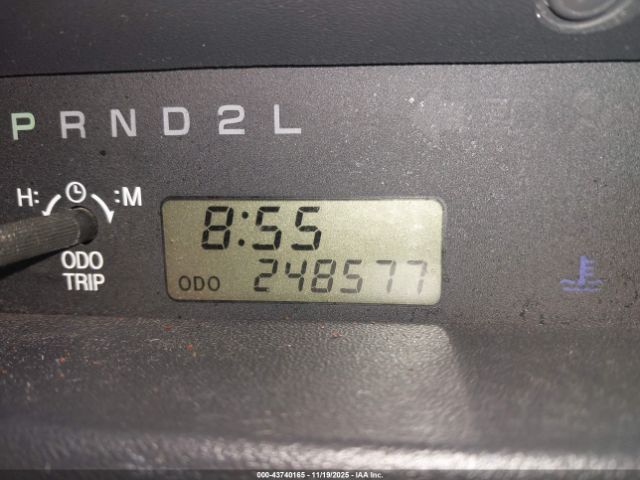 P R N D 2 L
H: :M
8:55
ODO
TRIP
ODO 248577
000-43740165 - 11/19/2025 - © IAA Inc.